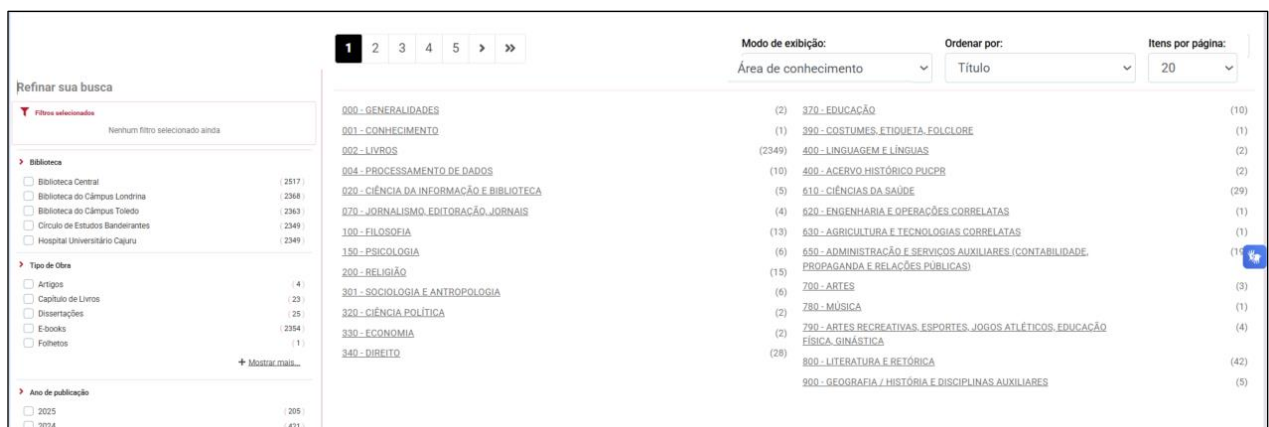 1 2 3 4 5 › »
Modo de exibição: Ordenar por: Itens por página:
Área de conhecimento Título 20
Refinar sua busca
Filtros selecionados
Nenhum filtro selecionado ainda
Biblioteca
Biblioteca Central (2517)
Biblioteca do Câmpus Londrina (2368)
Biblioteca do Câmpus Toledo (2363)
Círculo de Estudos Bandeirantes (2349)
Hospital Universitário Cajuru (2349)
Tipo de Obra
Artigos (4)
Capítulo de Livros (23)
Dissertações (25)
E-books (2354)
Folhetos (1)
+ Mostrar mais...
Ano de publicação
2025 (205)
2024 (421)
000 - GENERALIDADES (2)
001 - CONHECIMENTO (1)
002 - LIVROS (2349)
004 - PROCESSAMENTO DE DADOS (10)
020 - CIÊNCIA DA INFORMAÇÃO E BIBLIOTECA (5)
070 - JORNALISMO, EDITORAÇÃO, JORNAIS (4)
100 - FILOSOFIA (13)
150 - PSICOLOGIA (6)
200 - RELIGIÃO (15)
301 - SOCIOLOGIA E ANTROPOLOGIA (6)
320 - CIÊNCIA POLÍTICA (2)
330 - ECONOMIA (2)
340 - DIREITO (28)
370 - EDUCAÇÃO (10)
390 - COSTUMES, ETIQUETA, FOLCLORE (1)
400 - LINGUAGEM E LÍNGUAS (2)
400 - ACERVO HISTÓRICO PUCPR (2)
610 - CIÊNCIAS DA SAÚDE (29)
620 - ENGENHARIA E OPERAÇÕES CORRELATAS (1)
630 - AGRICULTURA E TECNOLOGIAS CORRELATAS (1)
650 - ADMINISTRAÇÃO E SERVIÇOS AUXILIARES (CONTABILIDADE,
PROPAGANDA E RELAÇÕES PÚBLICAS)
700 - ARTES (3)
780 - MÚSICA (1)
790 - ARTES RECREATIVAS, ESPORTES, JOGOS ATLÉTICOS, EDUCAÇÃO (4)
FÍSICA, GINÁSTICA
800 - LITERATURA E RETÓRICA (42)
900 - GEOGRAFIA / HISTÓRIA E DISCIPLINAS AUXILIARES (5)